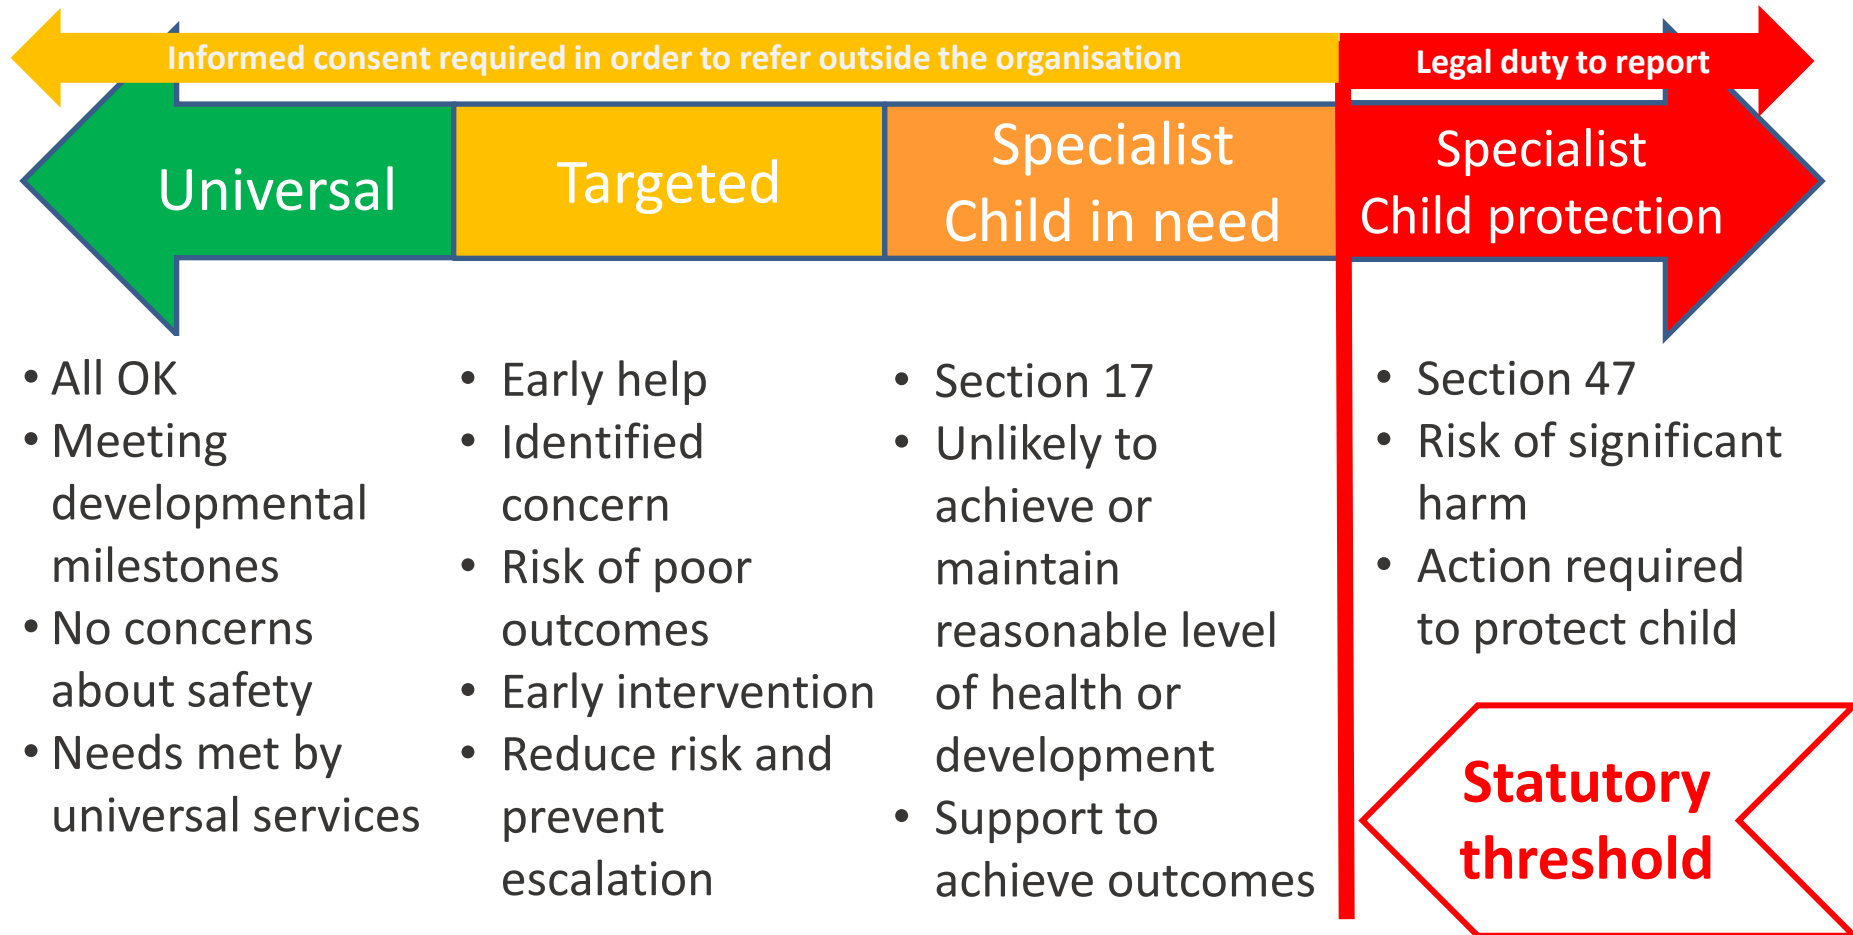 Informed consent required in order to refer outside the organisation
Legal duty to report
Universal
Targeted
Specialist
Child in need
Specialist
Child protection
• All OK
• Meeting
developmental
milestones
• No concerns
about safety
• Needs met by
universal services
• Early help
• Identified
concern
• Risk of poor
outcomes
• Early intervention
• Reduce risk and
prevent
escalation
• Section 17
• Unlikely to
achieve or
maintain
reasonable level
of health or
development
• Support to
achieve outcomes
• Section 47
• Risk of significant
harm
• Action required
to protect child
Statutory
threshold